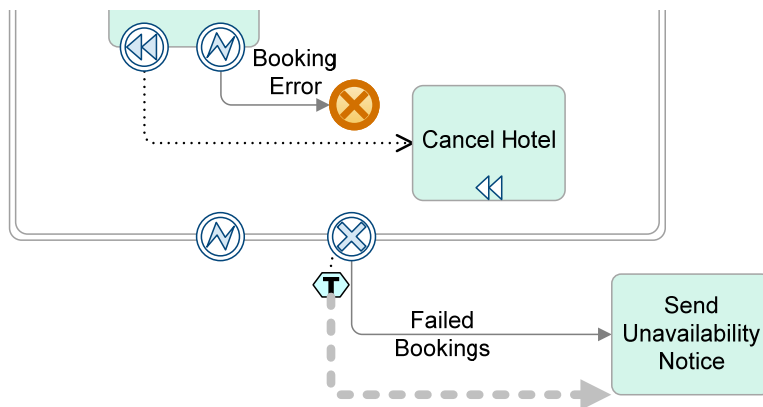 Booking
Error
Cancel Hotel
T
Failed
Bookings
Send
Unavailability
Notice